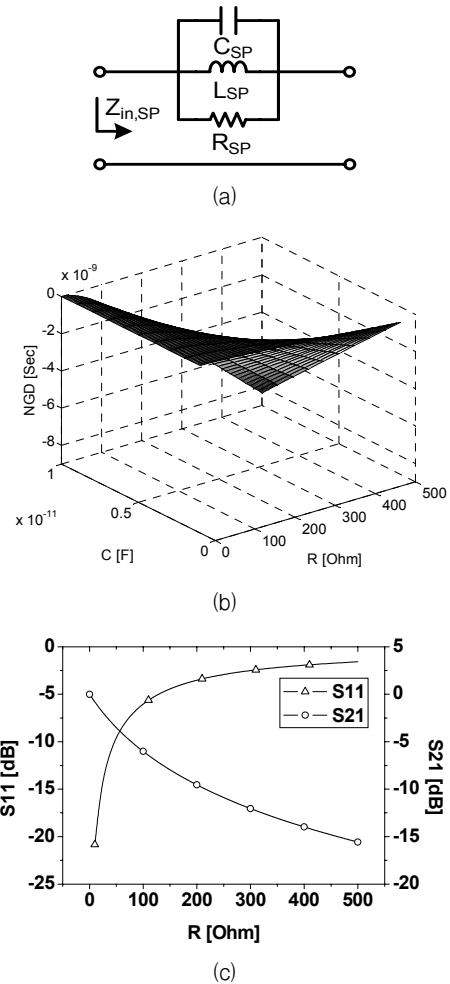 C_SP
L_SP
Z_in,SP
R_SP
(a)
x 10^-9
0
-2
-4
-6
-8
NGD [Sec]
1
0.5
0
x 10^-11
C [F]
0
100
200
300
400
500
R [Ohm]
(b)
0
-5
-10
-15
-20
-25
S11 [dB]
5
0
-5
-10
-15
-20
S21 [dB]
S11
S21
0 100 200 300 400 500
R [Ohm]
(c)